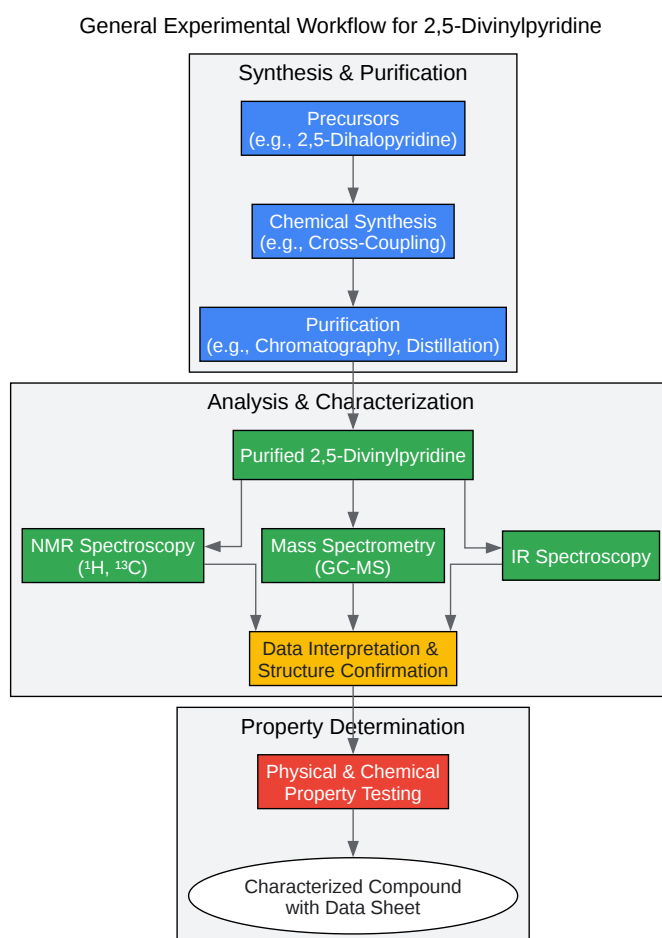 General Experimental Workflow for 2,5-Divinylpyridine
Synthesis & Purification
Precursors
(e.g., 2,5-Dihalopyridine)
Chemical Synthesis
(e.g., Cross-Coupling)
Purification
(e.g., Chromatography, Distillation)
Analysis & Characterization
Purified 2,5-Divinylpyridine
NMR Spectroscopy
(¹H, ¹³C)
Mass Spectrometry
(GC-MS)
IR Spectroscopy
Data Interpretation &
Structure Confirmation
Property Determination
Physical & Chemical
Property Testing
Characterized Compound
with Data Sheet